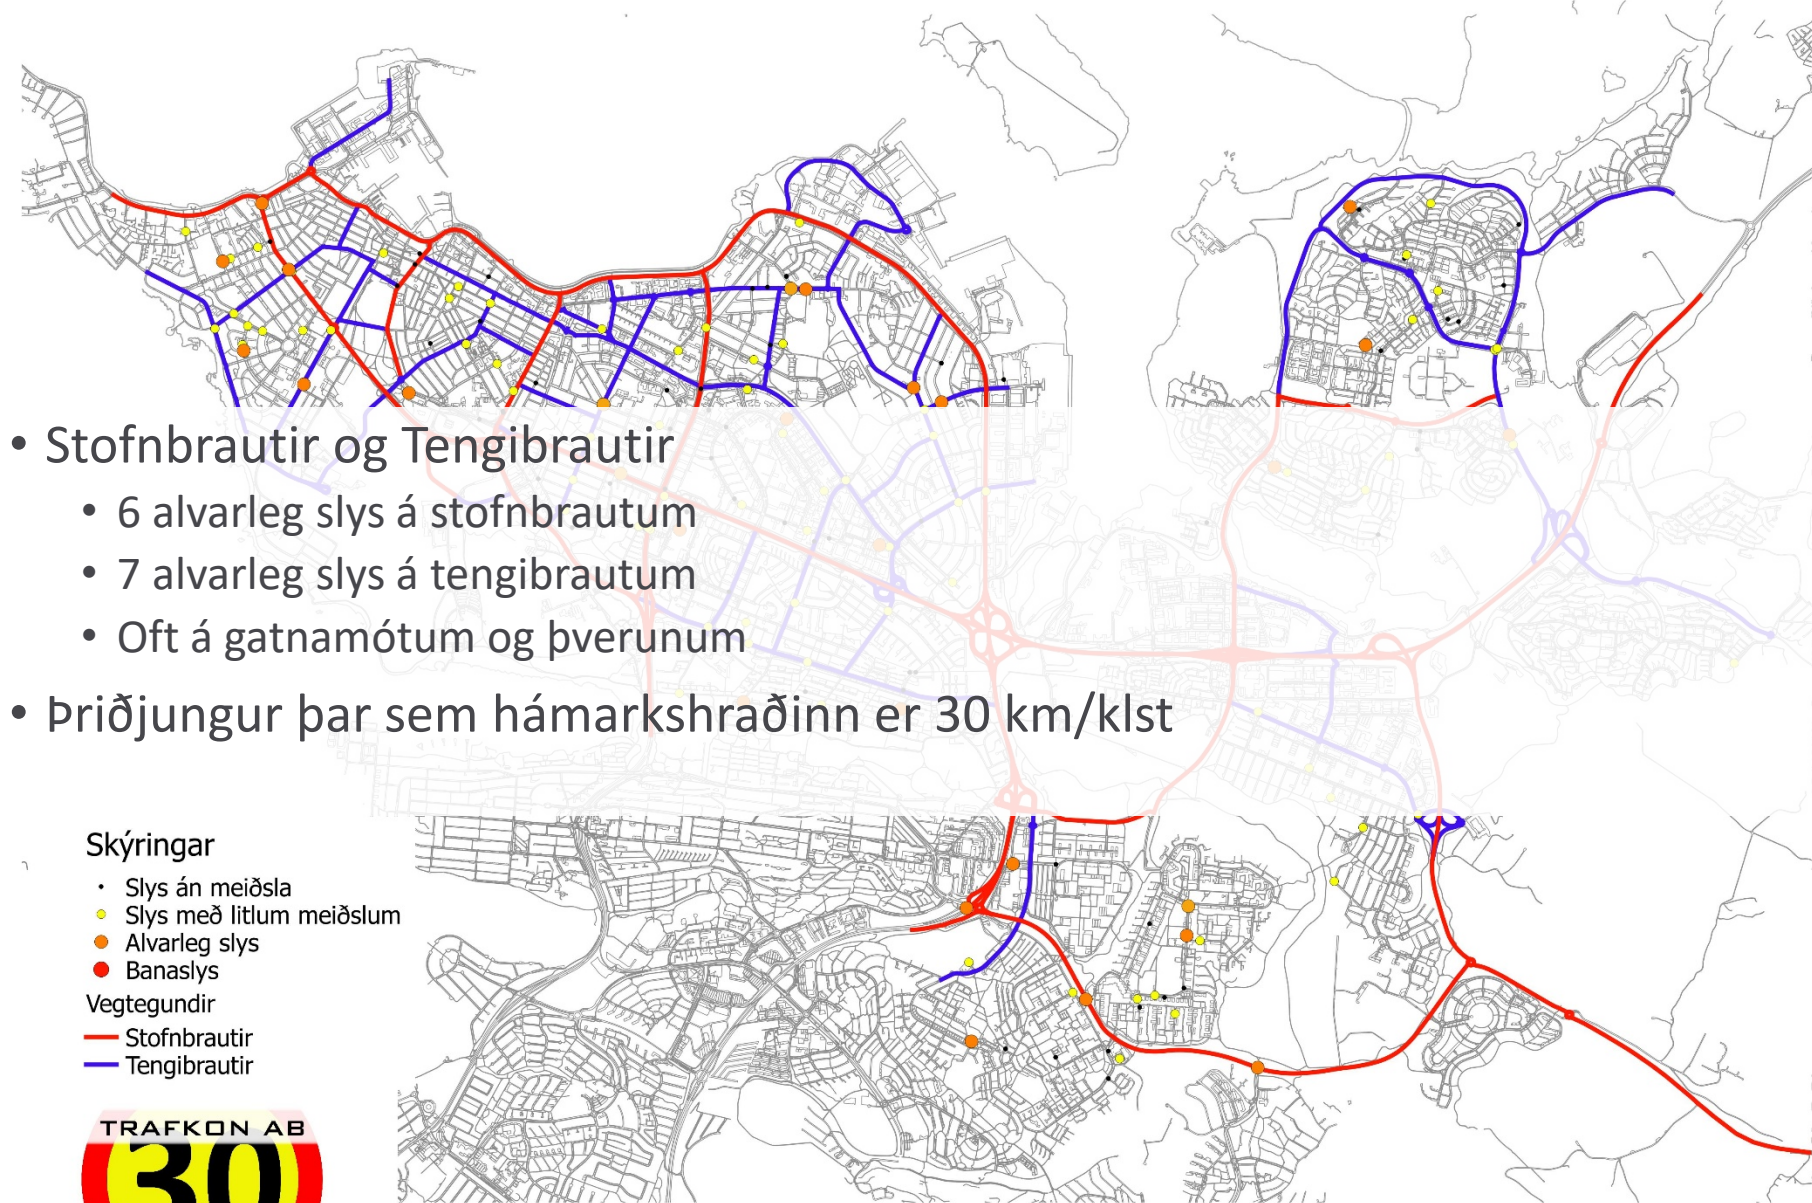 • Stofnbrautir og Tengibrautir
• 6 alvarleg slys á stofnbrautum
• 7 alvarleg slys á tengibrautum
• Oft á gatnamótum og þverunum
• Þriðjungur þar sem hámarkshraðinn er 30 km/klst
Skýringar
Slys án meiðsla
Slys með litlum meiðslum
Alvarleg slys
Banaslys
Vegtegundir
Stofnbrautir
Tengibrautir
TRAFKON AB
30